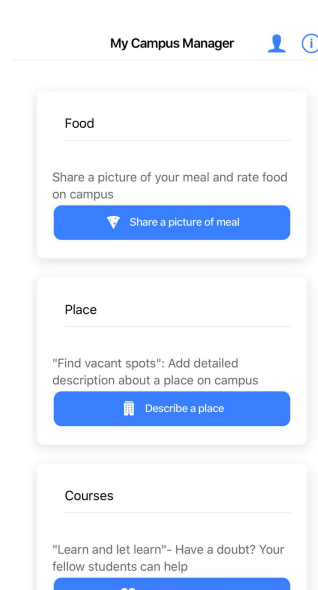 My Campus Manager
Food
Share a picture of your meal and rate food
on campus
Share a picture of meal
Place
"Find vacant spots": Add detailed
description about a place on campus
Describe a place
Courses
"Learn and let learn"- Have a doubt? Your
fellow students can help